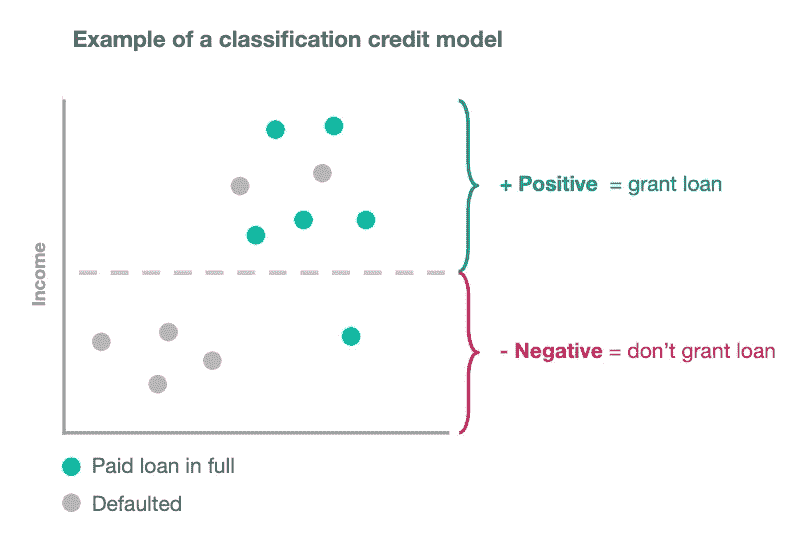 Example of a classification credit model
+ Positive = grant loan
Income
- Negative = don't grant loan
Paid loan in full
Defaulted